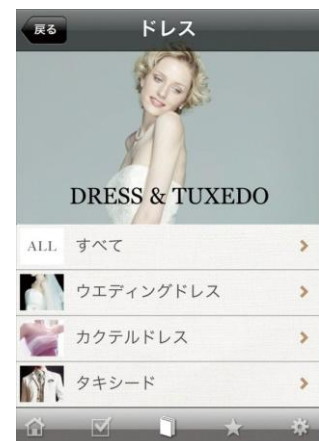 戻る
ドレス
DRESS & TUXEDO
ALL すべて
ウエディングドレス
カクテルドレス
タキシード